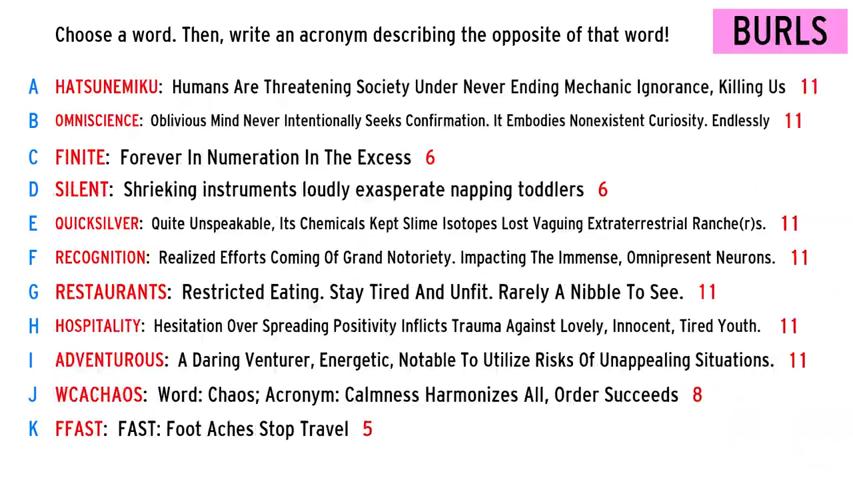 Choose a word. Then, write an acronym describing the opposite of that word!
BURLS
A HATSUNEMIKU: Humans Are Threatening Society Under Never Ending Mechanic Ignorance, Killing Us 11
B OMNISCIENCE: Oblivious Mind Never Intentionally Seeks Confirmation. It Embodies Nonexistent Curiosity. Endlessly 11
C FINITE: Forever In Numeration In The Excess 6
D SILENT: Shrieking instruments loudly exasperate napping toddlers 6
E QUICKSILVER: Quite Unspeakable, Its Chemicals Kept Slime Isotopes Lost Vaguing Extraterrestrial Ranche(r)s. 11
F RECOGNITION: Realized Efforts Coming Of Grand Notoriety. Impacting The Immense, Omnipresent Neurons. 11
G RESTAURANTS: Restricted Eating. Stay Tired And Unfit. Rarely A Nibble To See. 11
H HOSPITALITY: Hesitation Over Spreading Positivity Inflicts Trauma Against Lovely, Innocent, Tired Youth. 11
I ADVENTUROUS: A Daring Venturer, Energetic, Notable To Utilize Risks Of Unappealing Situations. 11
J WCACHAOS: Word: Chaos; Acronym: Calmness Harmonizes All, Order Succeeds 8
K FFAST: FAST: Foot Aches Stop Travel 5